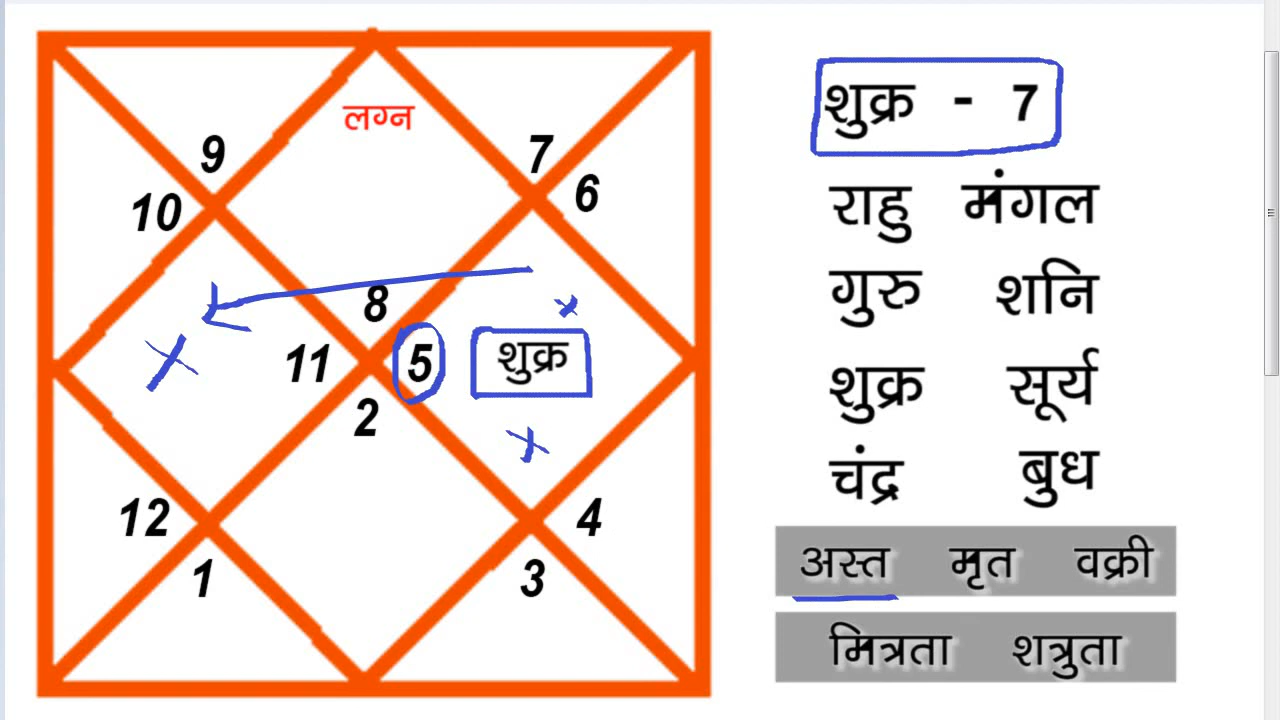 लग्न
9 7
10 6
8
11 5 शुक्र
2
12 4
1 3
शुक्र - 7
राहु मंगल
गुरु शनि
शुक्र सूर्य
चंद्र बुध
अस्त मृत वक्री
मित्रता शत्रुता